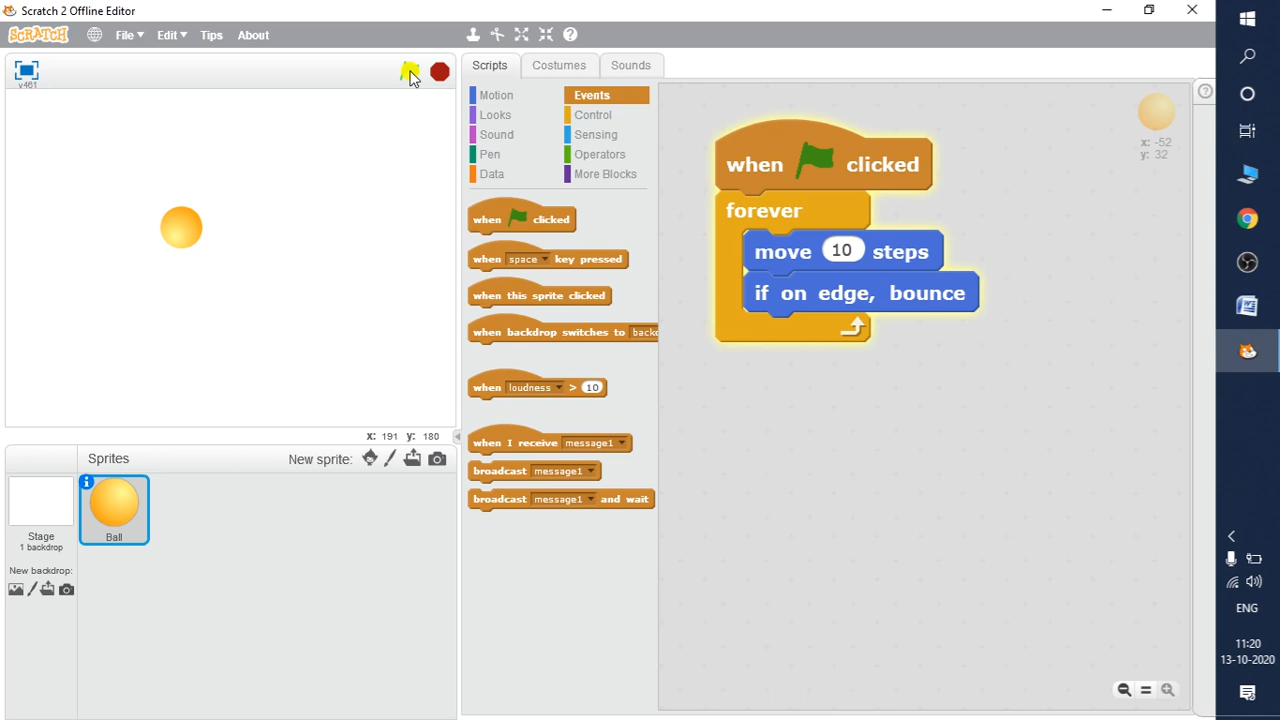 Scratch 2 Offline Editor
SCRATCH File Edit Tips About
v461
Scripts Costumes Sounds
Motion Events
Looks Control
Sound Sensing
Pen Operators
Data More Blocks
when clicked
when space key pressed
when this sprite clicked
when backdrop switches to backd
when loudness > 10
when I receive message1
broadcast message1
broadcast message1 and wait
when clicked
forever
move 10 steps
if on edge, bounce
x: -52
y: 32
x: 191 y: 180
Sprites New sprite:
Stage
1 backdrop
New backdrop:
Ball
ENG
11:20
13-10-2020